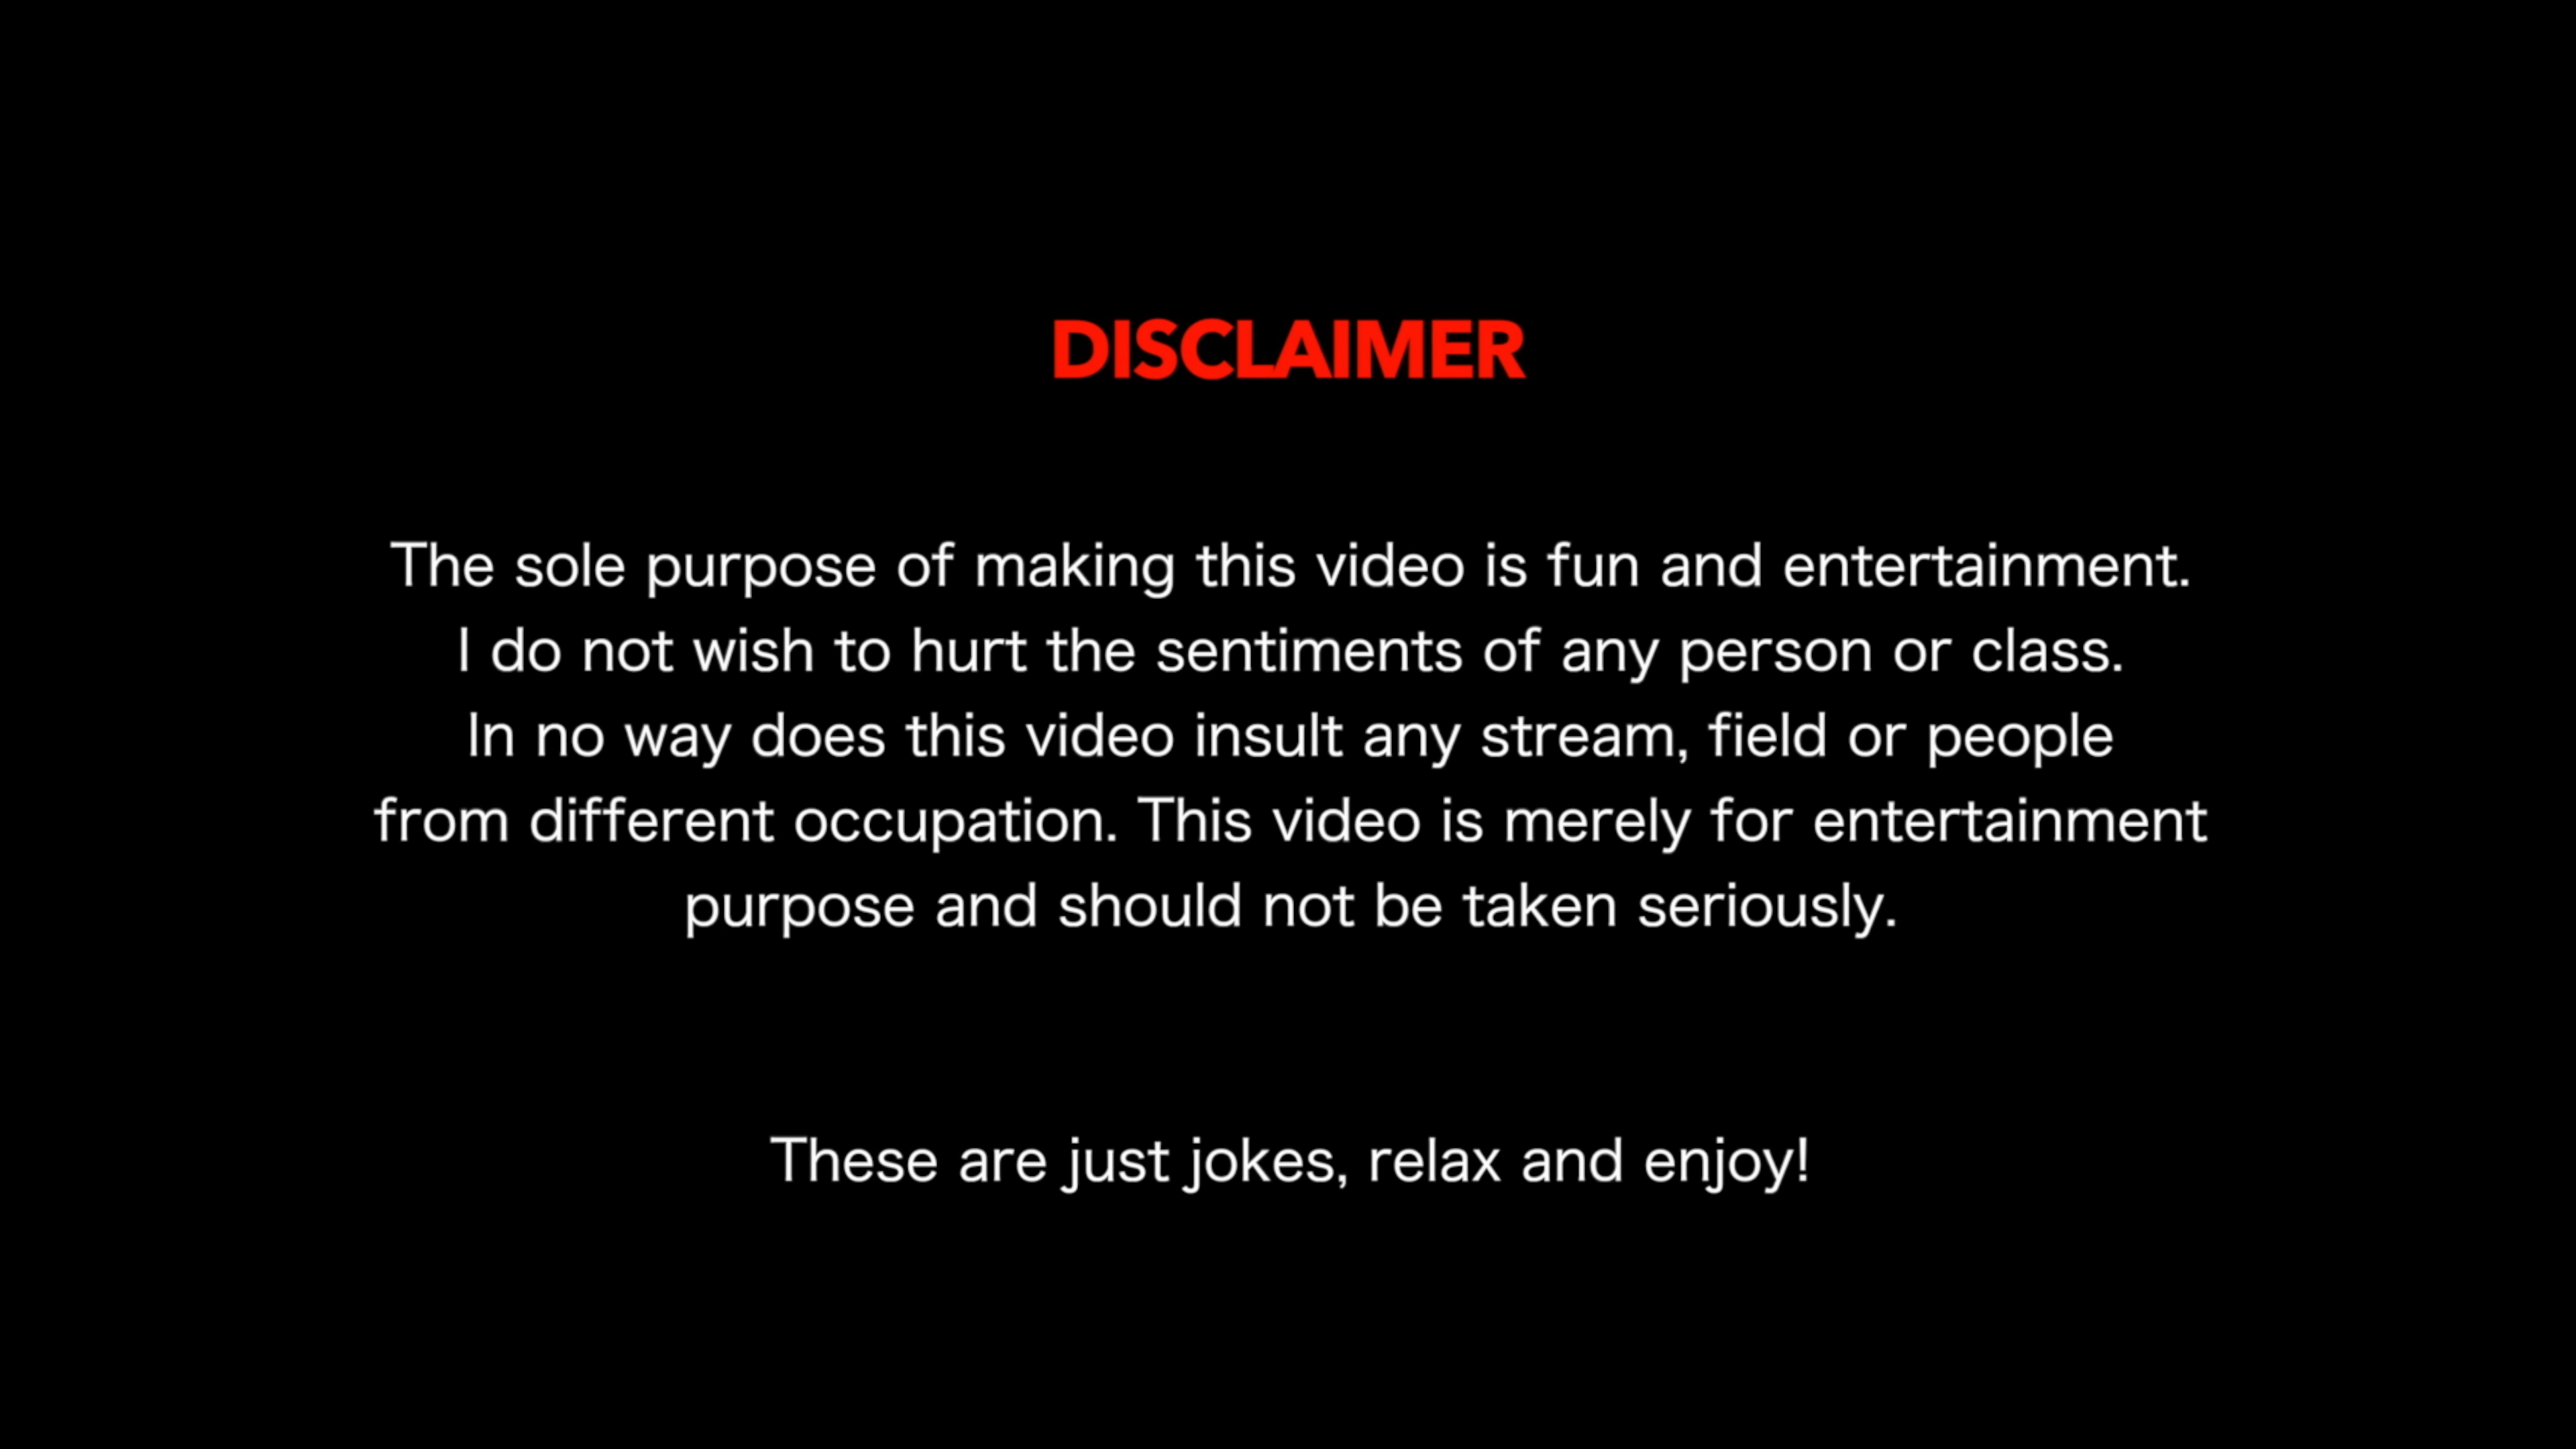 DISCLAIMER
The sole purpose of making this video is fun and entertainment.
I do not wish to hurt the sentiments of any person or class.
In no way does this video insult any stream, field or people
from different occupation. This video is merely for entertainment
purpose and should not be taken seriously.
These are just jokes, relax and enjoy!